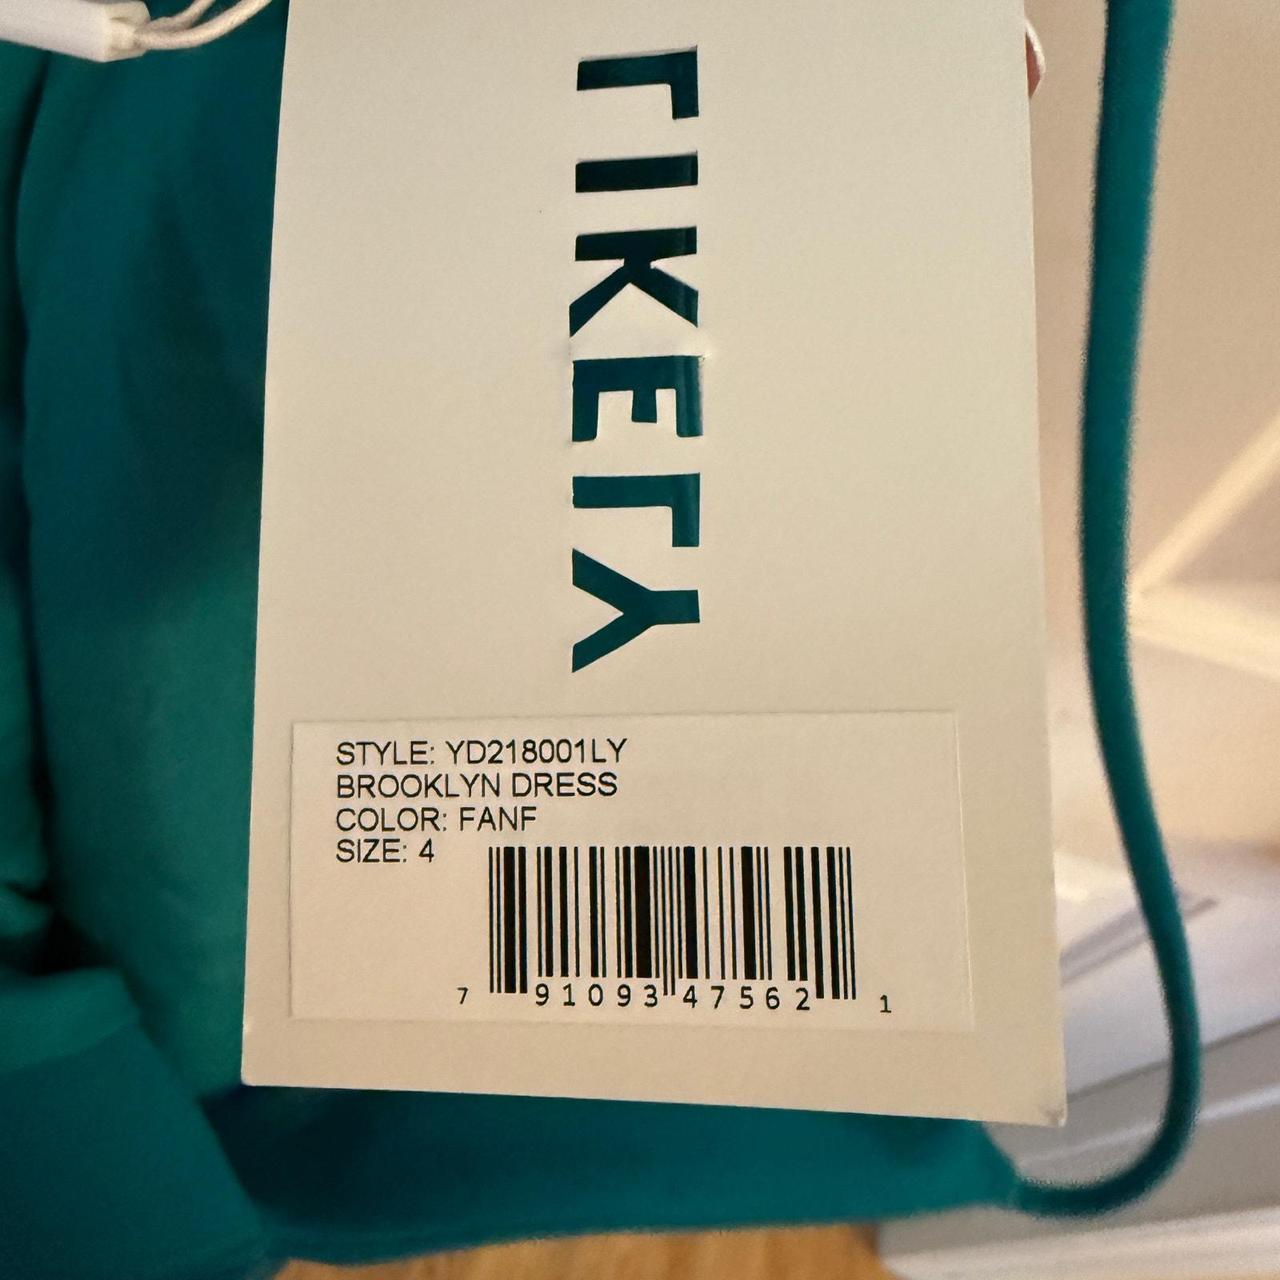 LIKELY
STYLE: YD218001LY
BROOKLYN DRESS
COLOR: FANF
SIZE: 4
7 91093 47562 1